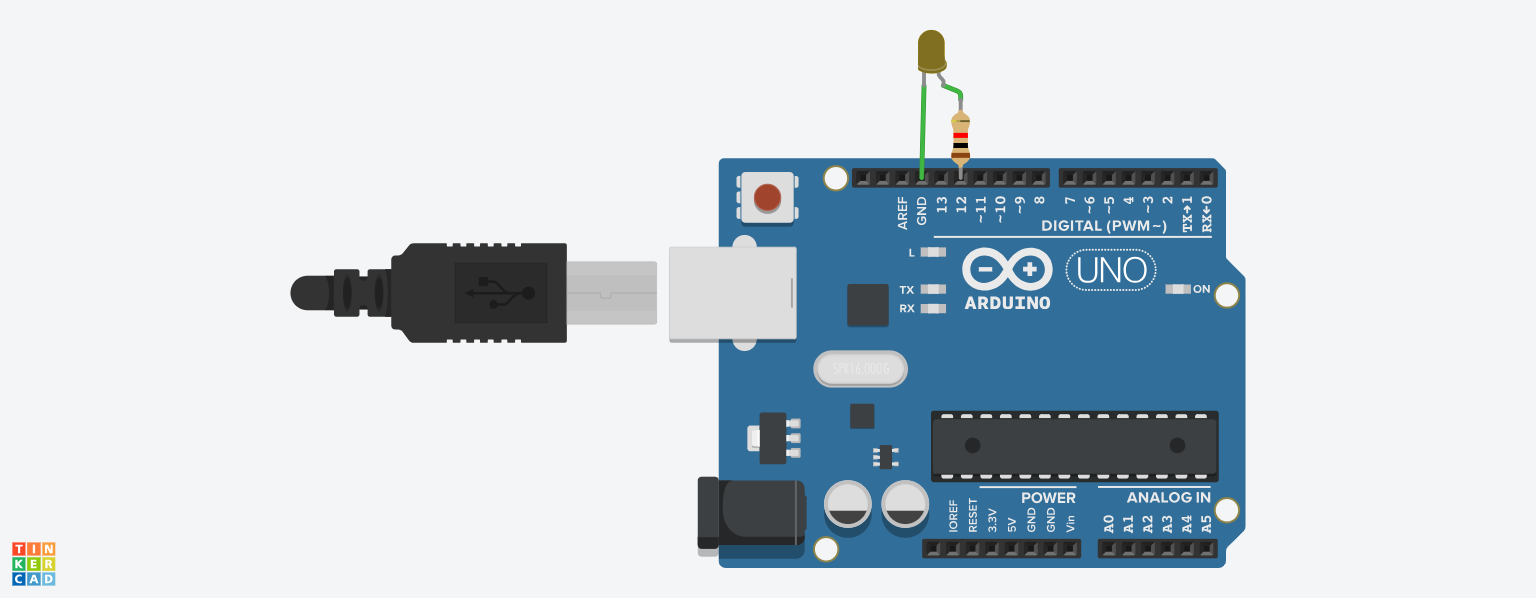 AREF
GND
13
12
~11
~10
~9
8
7
~6
~5
4
~3
2
TX→1
RX←0
DIGITAL (PWM~)
L
TX
RX
UNO
ARDUINO
ON
SPK16.000G
POWER
ANALOG IN
IOREF
RESET
3.3V
5V
GND
GND
Vin
A0
A1
A2
A3
A4
A5
TIN
KER
CAD